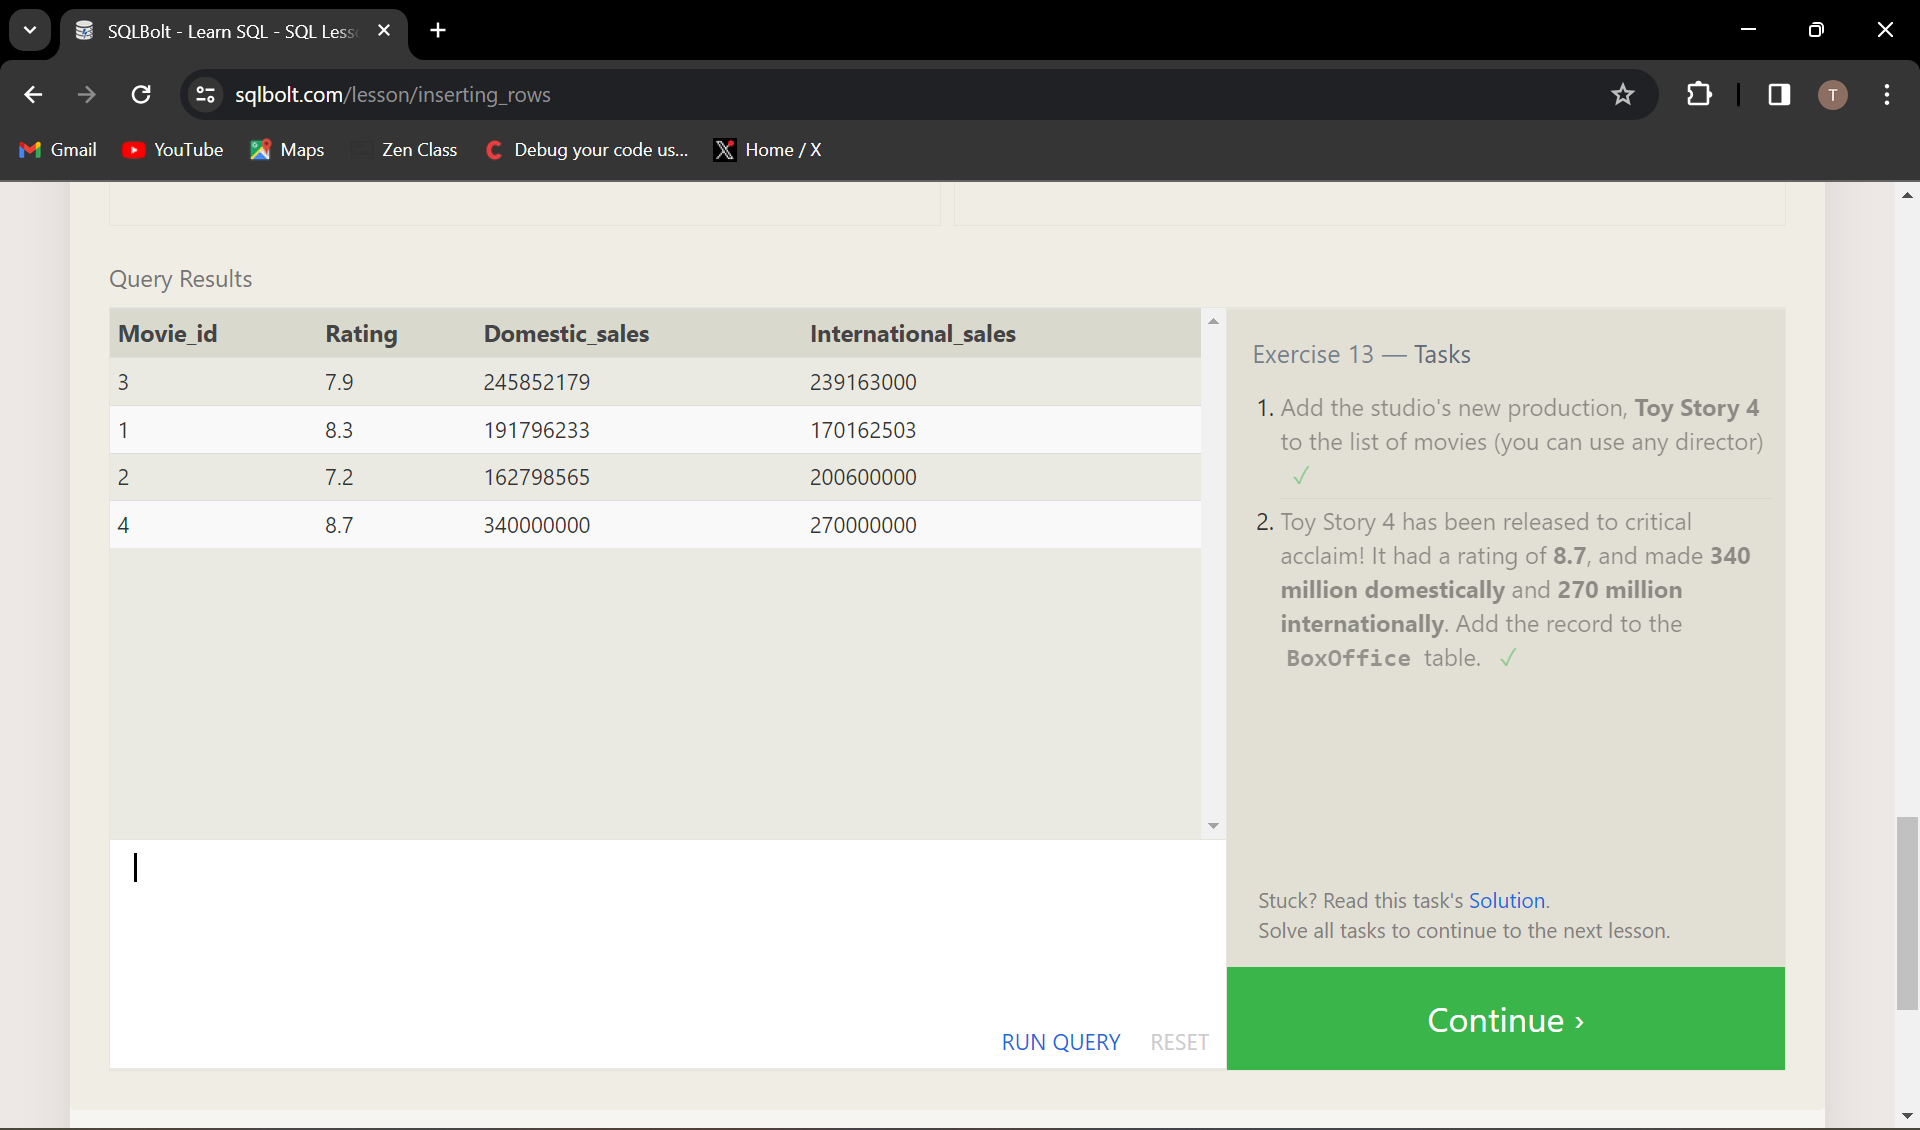 SQLBolt - Learn SQL - SQL Less
sqlbolt.com/lesson/inserting_rows
T
Gmail YouTube Maps Zen Class Debug your code us... Home / X
Query Results
Movie_id Rating Domestic_sales International_sales
3 7.9 245852179 239163000
1 8.3 191796233 170162503
2 7.2 162798565 200600000
4 8.7 340000000 270000000
Exercise 13 — Tasks
1. Add the studio's new production, Toy Story 4
to the list of movies (you can use any director)
✓
2. Toy Story 4 has been released to critical
acclaim! It had a rating of 8.7, and made 340
million domestically and 270 million
internationally. Add the record to the
BoxOffice table. ✓
Stuck? Read this task's Solution.
Solve all tasks to continue to the next lesson.
RUN QUERY RESET
Continue ›